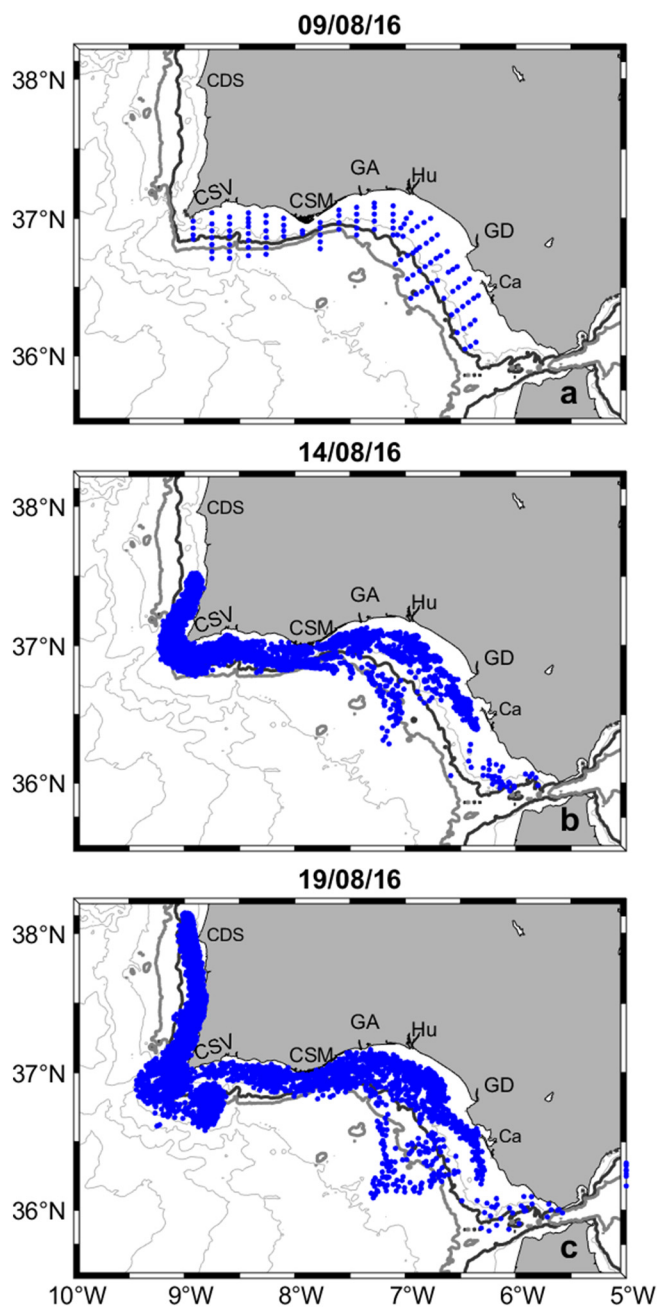 09/08/16
38°N
CDS
GA
Hu
CSV
CSM
37°N
GD
Ca
36°N
a
14/08/16
38°N
CDS
GA
Hu
CSV
CSM
37°N
GD
Ca
36°N
b
19/08/16
38°N
CDS
GA
Hu
CSV
CSM
37°N
GD
Ca
36°N
c
10°W 9°W 8°W 7°W 6°W 5°W